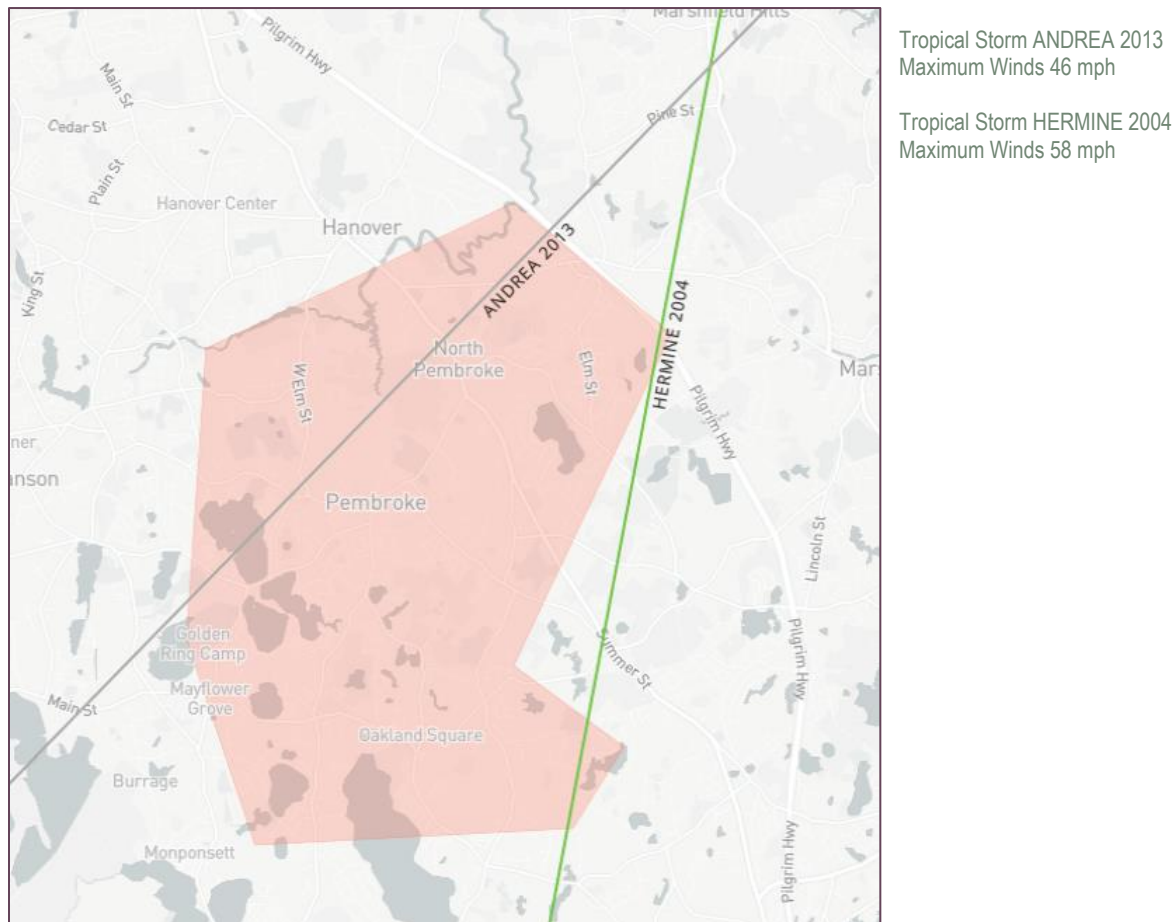 Marshfield Hills
Pilgrim Hwy
Main St
Pine St
Cedar St
Plain St
Hanover Center
Hanover
ANDREA 2013
King St
HERMINE 2004
North
Pembroke
Elm St
W Elm St
Mars
Pilgrim Hwy
ner
anson
Pembroke
Lincoln St
Golden
Ring Camp
Summer St
Pilgrim Hwy
Mayflower
Grove
Main St
Oakland Square
Burrage
Monponsett
Pilgrim Hwy
Tropical Storm ANDREA 2013
Maximum Winds 46 mph
Tropical Storm HERMINE 2004
Maximum Winds 58 mph